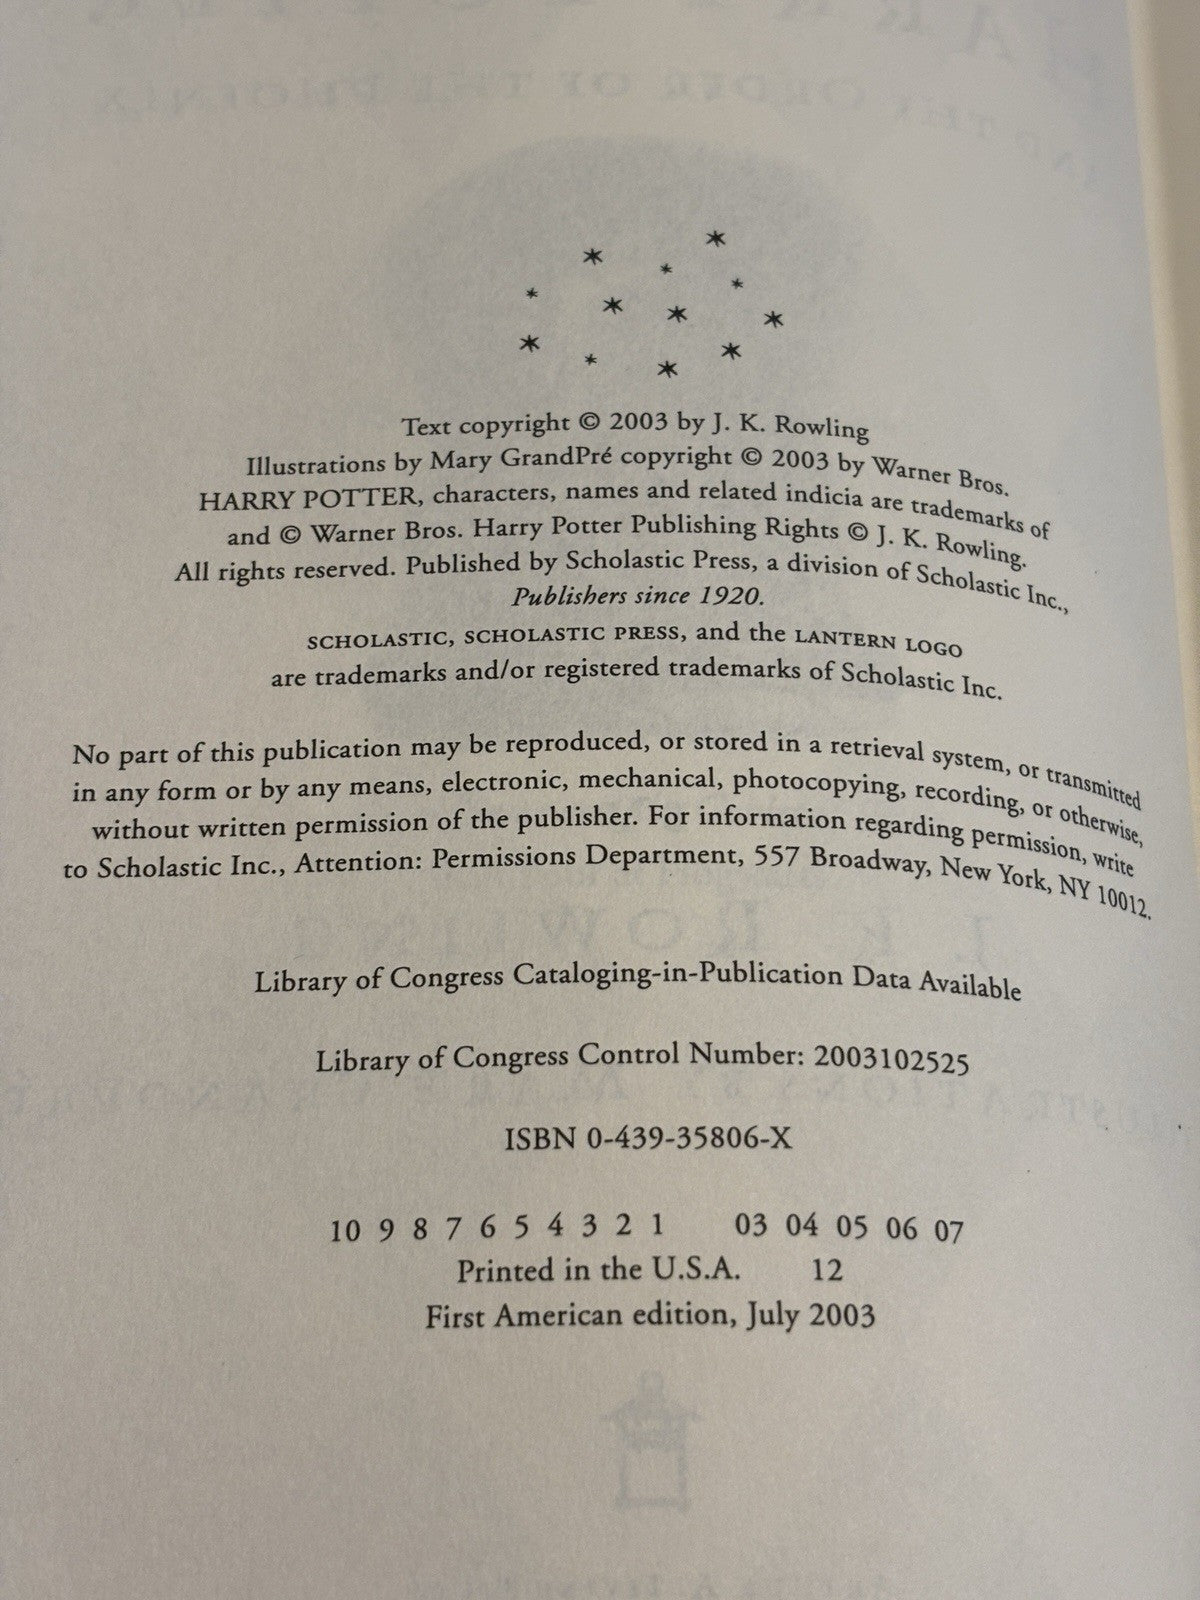 Text copyright © 2003 by J. K. Rowling
Illustrations by Mary GrandPré copyright © 2003 by Warner Bros.
HARRY POTTER, characters, names and related indicia are trademarks of
and © Warner Bros. Harry Potter Publishing Rights © J. K. Rowling.
All rights reserved. Published by Scholastic Press, a division of Scholastic Inc.,
Publishers since 1920.
SCHOLASTIC, SCHOLASTIC PRESS, and the LANTERN LOGO
are trademarks and/or registered trademarks of Scholastic Inc.
No part of this publication may be reproduced, or stored in a retrieval system, or transmitted
in any form or by any means, electronic, mechanical, photocopying, recording, or otherwise,
without written permission of the publisher. For information regarding permission, write
to Scholastic Inc., Attention: Permissions Department, 557 Broadway, New York, NY 10012.
Library of Congress Cataloging-in-Publication Data Available
Library of Congress Control Number: 2003102525
ISBN 0-439-35806-X
10 9 8 7 6 5 4 3 2 1 03 04 05 06 07
Printed in the U.S.A. 12
First American edition, July 2003